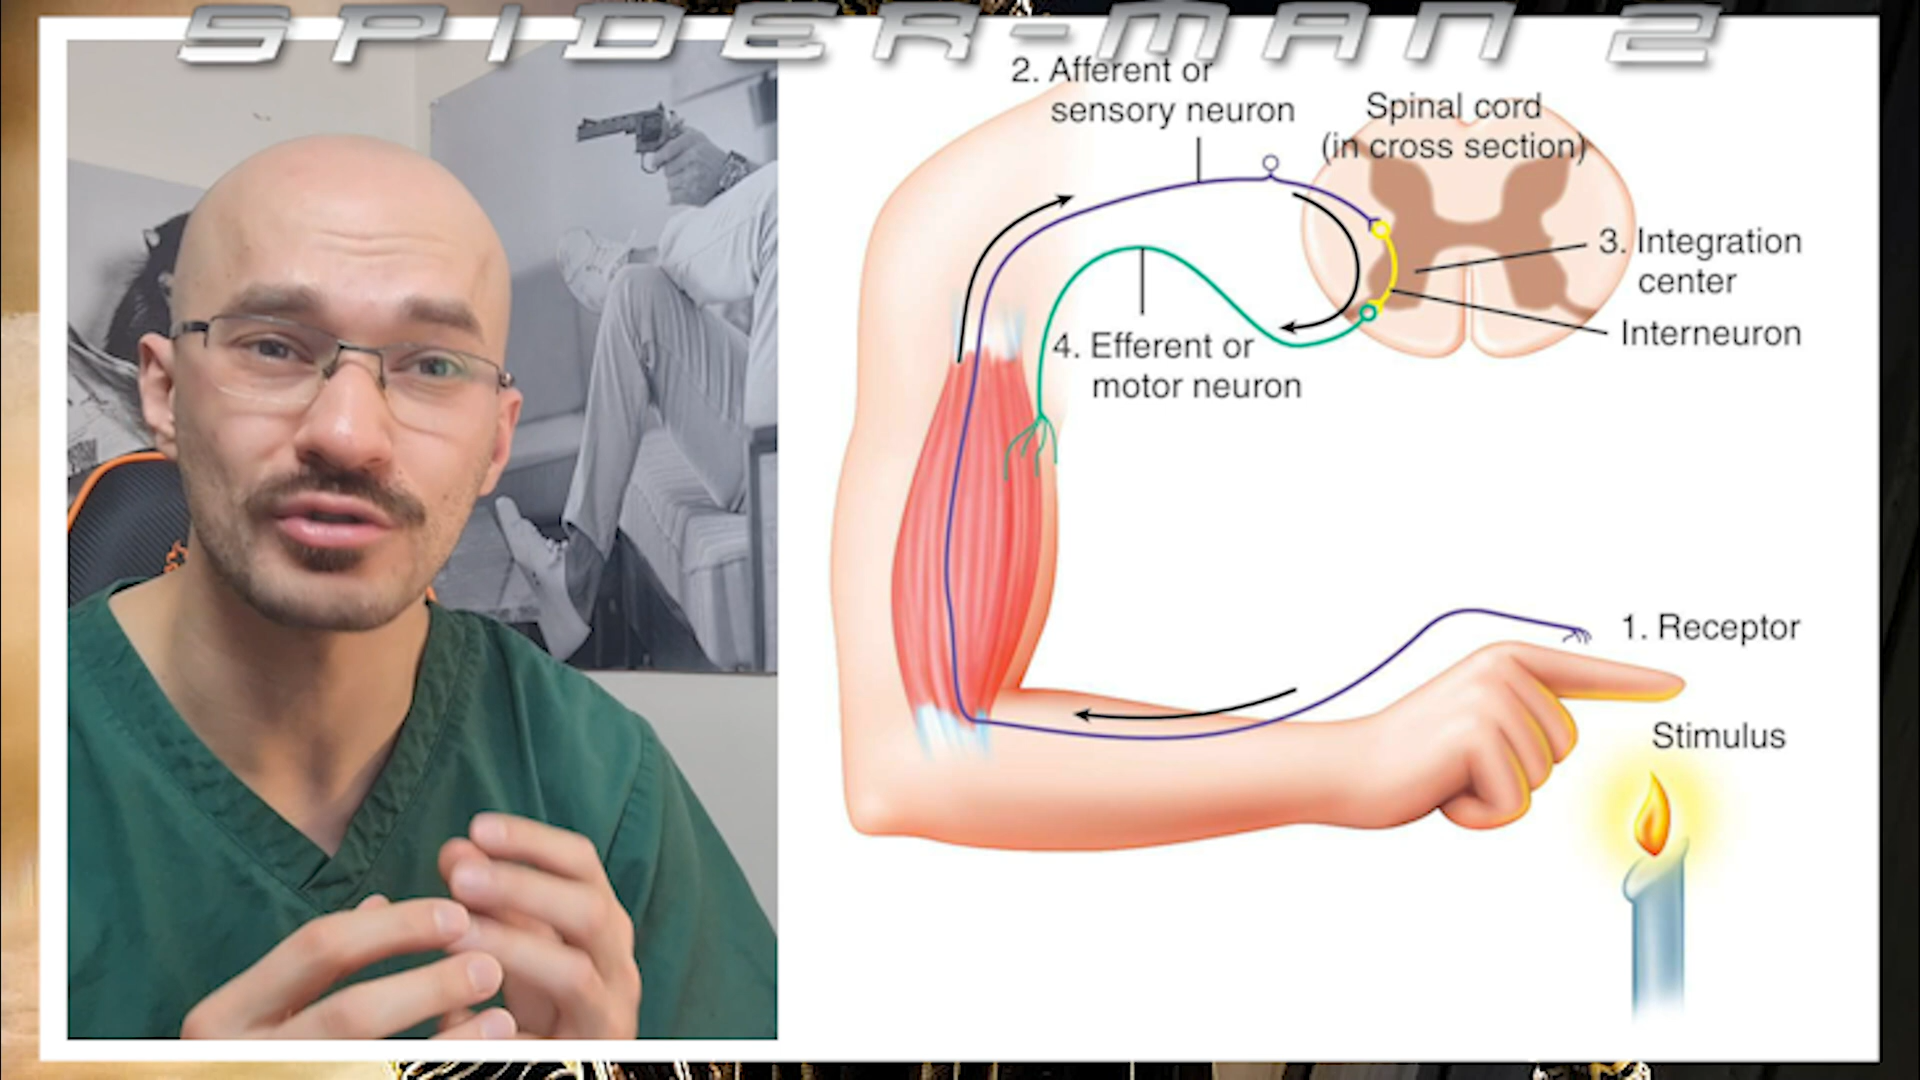 SPIDER-MAN 2
2. Afferent or
sensory neuron
Spinal cord
(in cross section)
3. Integration
center
Interneuron
4. Efferent or
motor neuron
1. Receptor
Stimulus